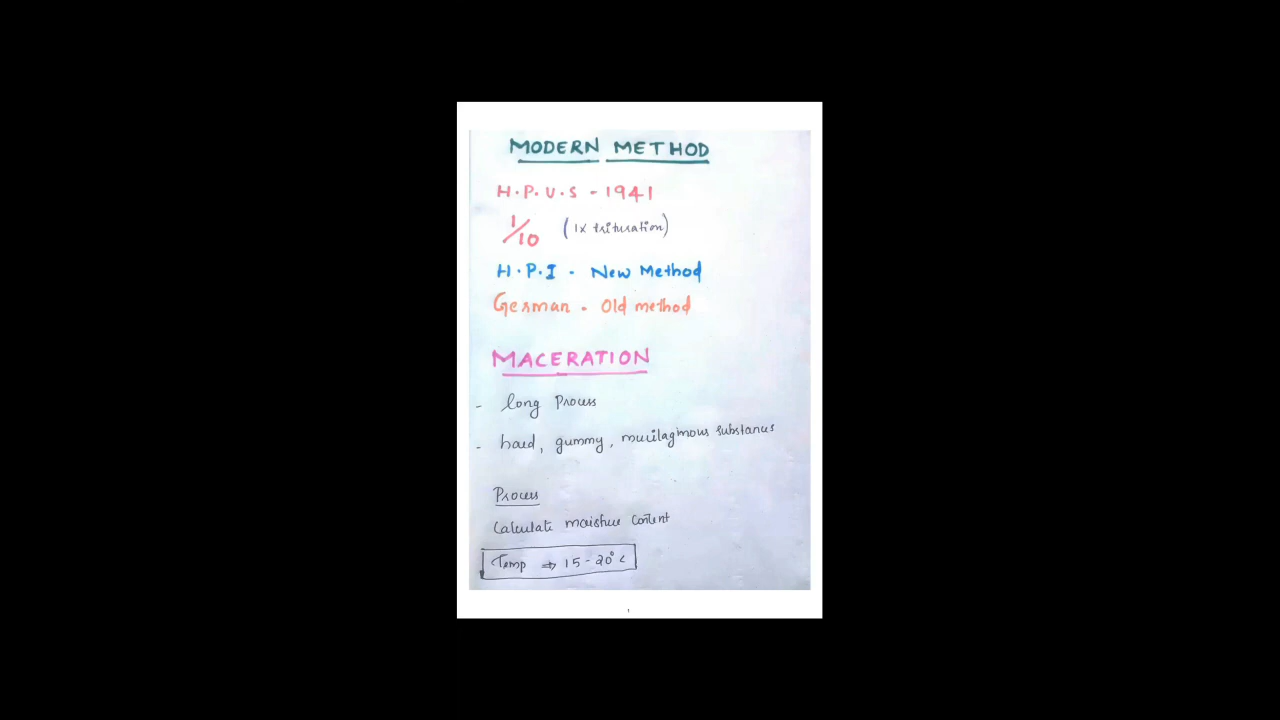 MODERN METHOD
H.P.U.S - 1941
1/10 (1x trituration)
H.P.I - New Method
German - Old method
MACERATION
- long Process
- hard, gummy, mucilaginous substances
Process
Calculate moisture content
Temp ⇒ 15-20°C
1